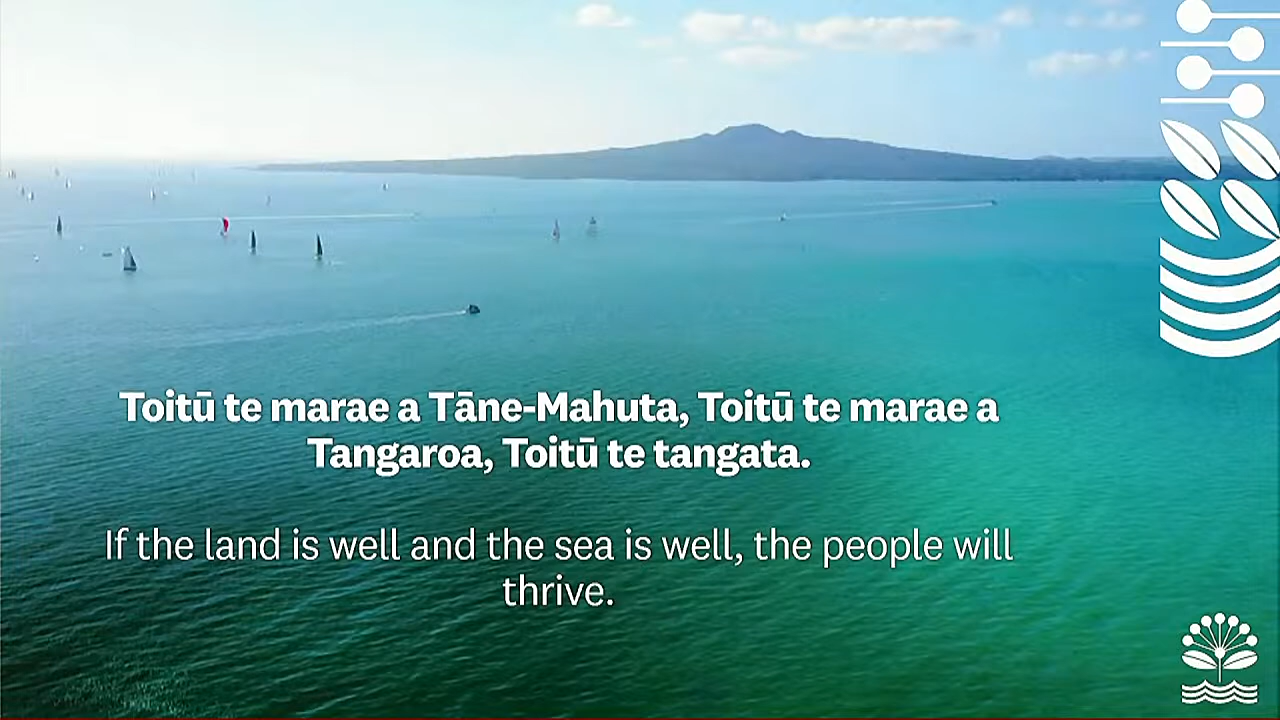 Toitū te marae a Tāne-Mahuta, Toitū te marae a
Tangaroa, Toitū te tangata.
If the land is well and the sea is well, the people will
thrive.